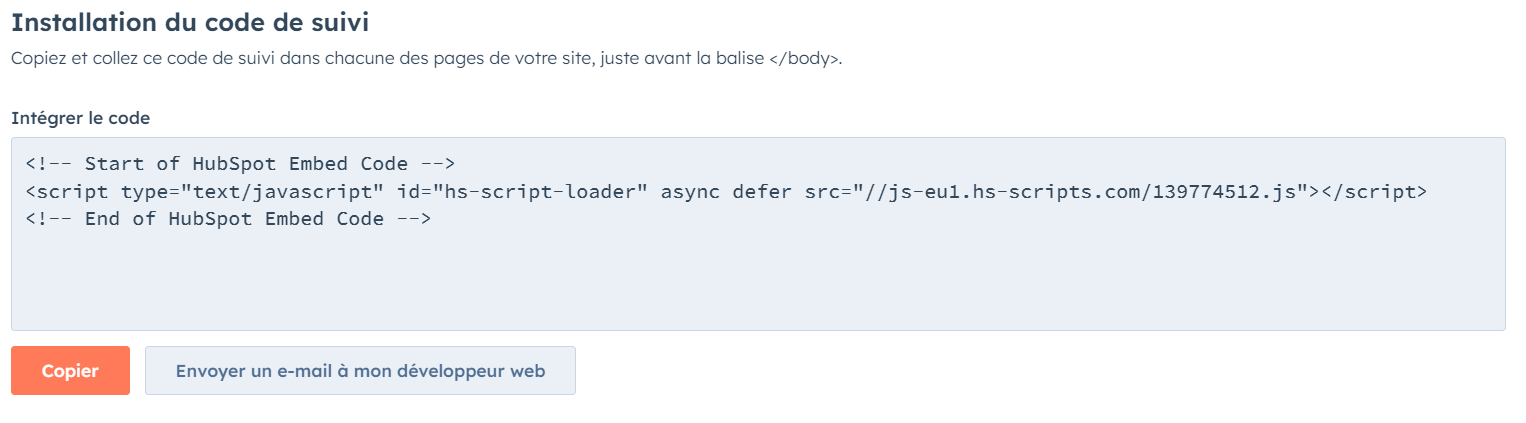 Installation du code de suivi
Copiez et collez ce code de suivi dans chacune des pages de votre site, juste avant la balise </body>.
Intégrer le code
<!-- Start of HubSpot Embed Code -->
<script type="text/javascript" id="hs-script-loader" async defer src="//js-eu1.hs-scripts.com/139774512.js"></script>
<!-- End of HubSpot Embed Code -->
Copier
Envoyer un e-mail à mon développeur web